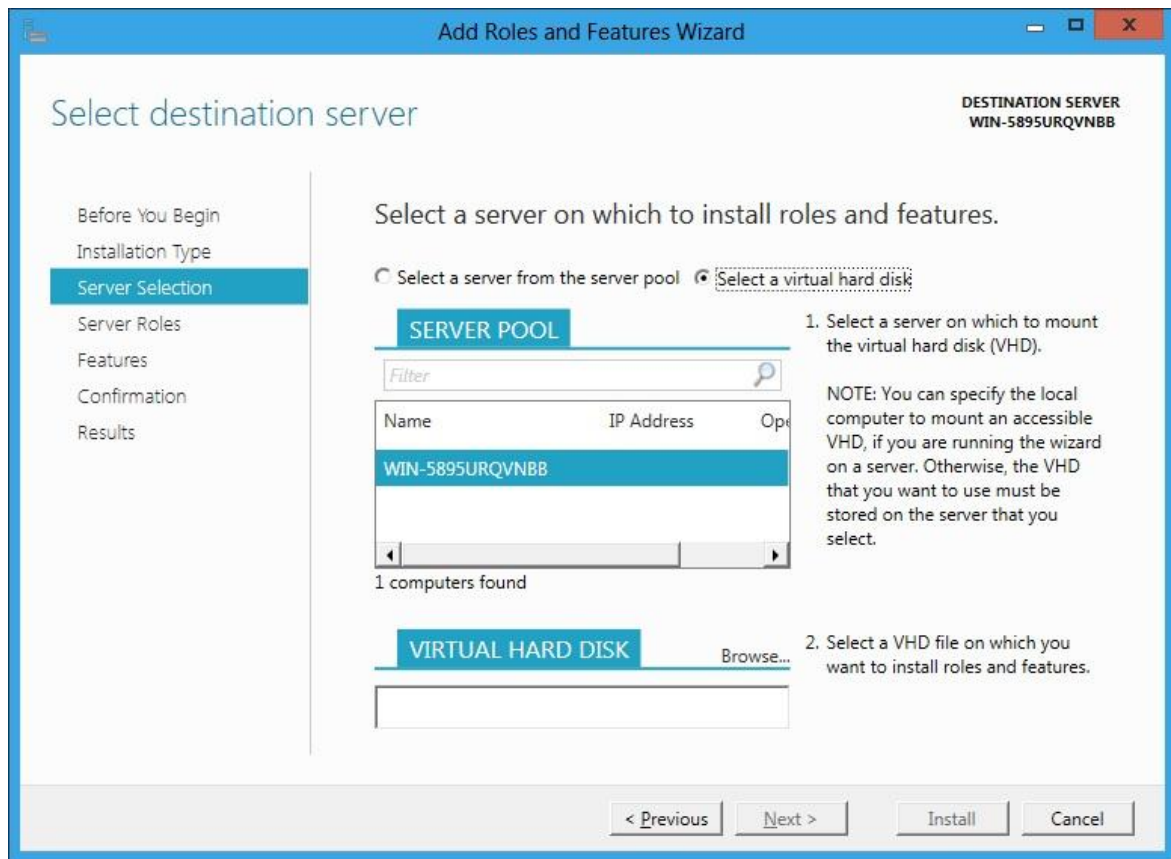 Add Roles and Features Wizard
X
Select destination server
DESTINATION SERVER
WIN-5895URQVNBB
Before You Begin
Installation Type
Server Selection
Server Roles
Features
Confirmation
Results
Select a server on which to install roles and features.
Select a server from the server pool Select a virtual hard disk
SERVER POOL
Filter
Name IP Address Ope
WIN-5895URQVNBB
1 computers found
1. Select a server on which to mount
the virtual hard disk (VHD).
NOTE: You can specify the local
computer to mount an accessible
VHD, if you are running the wizard
on a server. Otherwise, the VHD
that you want to use must be
stored on the server that you
select.
VIRTUAL HARD DISK Browse...
2. Select a VHD file on which you
want to install roles and features.
< Previous Next > Install Cancel